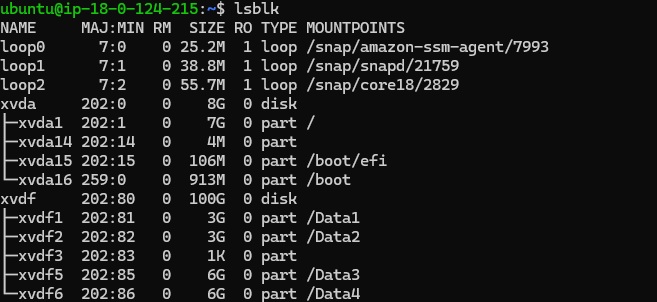 ubuntu@ip-18-0-124-215:~$ lsblk
NAME     MAJ:MIN RM   SIZE RO TYPE MOUNTPOINTS
loop0      7:0    0  25.2M  1 loop /snap/amazon-ssm-agent/7993
loop1      7:1    0  38.8M  1 loop /snap/snapd/21759
loop2      7:2    0  55.7M  1 loop /snap/core18/2829
xvda     202:0    0     8G  0 disk
├─xvda1  202:1    0     7G  0 part /
├─xvda14 202:14   0     4M  0 part
├─xvda15 202:15   0   106M  0 part /boot/efi
└─xvda16 259:0    0   913M  0 part /boot
xvdf     202:80   0   100G  0 disk
├─xvdf1  202:81   0     3G  0 part /Data1
├─xvdf2  202:82   0     3G  0 part /Data2
├─xvdf3  202:83   0     1K  0 part
├─xvdf5  202:85   0     6G  0 part /Data3
└─xvdf6  202:86   0     6G  0 part /Data4